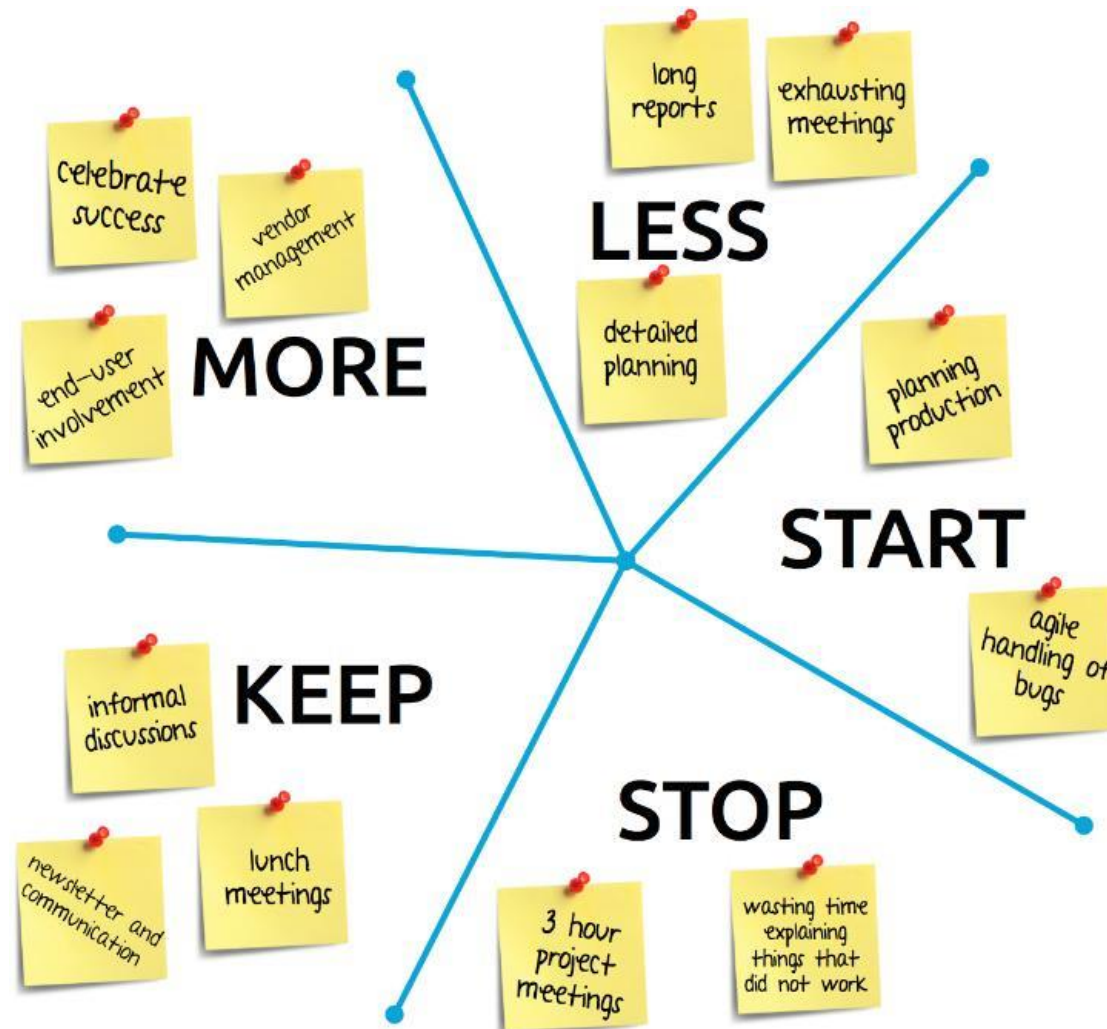 long
reports
exhausting
meetings
LESS
detailed
planning
celebrate
success
vendor
management
end-user
involvement
MORE
planning
production
START
agile
handling of
bugs
informal
discussions
KEEP
newsletter and
communication
lunch
meetings
STOP
3 hour
project
meetings
wasting time
explaining
things that
did not work